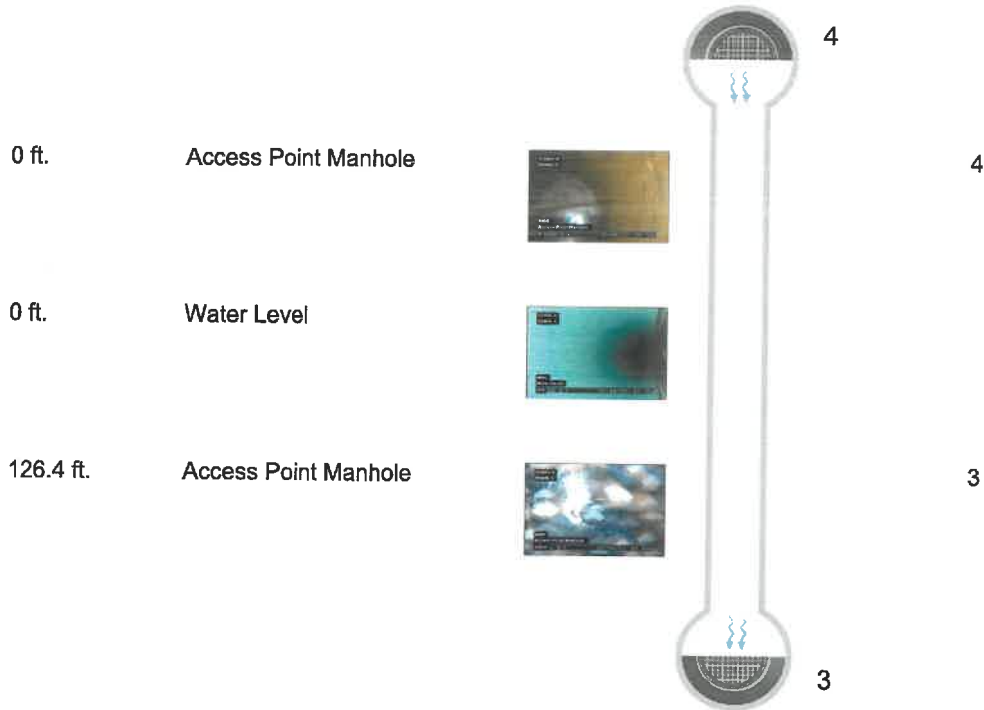 4
0 ft. Access Point Manhole 4
0 ft. Water Level
126.4 ft. Access Point Manhole 3
3